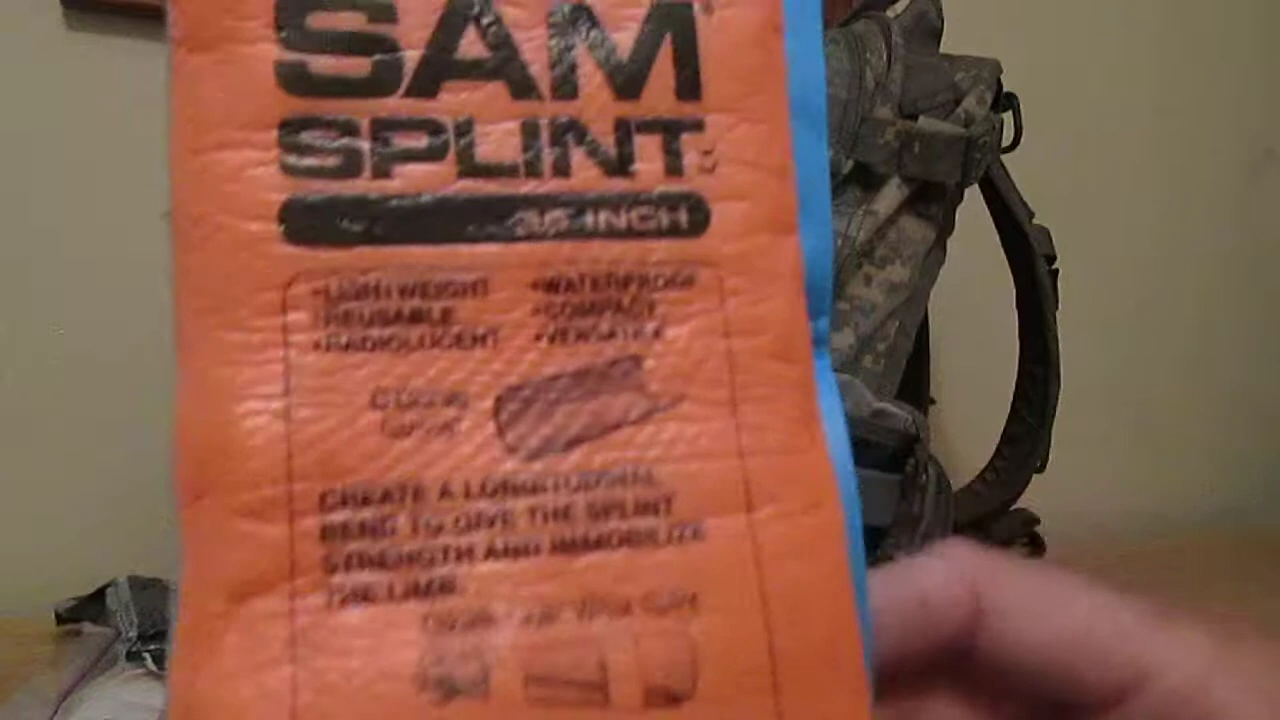 SAM
SPLINT
36-INCH
•LIGHTWEIGHT •WATERPROOF
•REUSABLE •COMPACT
•RADIOLUCENT •VERSATILE
CREATE A LONGITUDINAL
BEND TO GIVE THE SPLINT
STRENGTH AND IMMOBILIZE
THE LIMB.